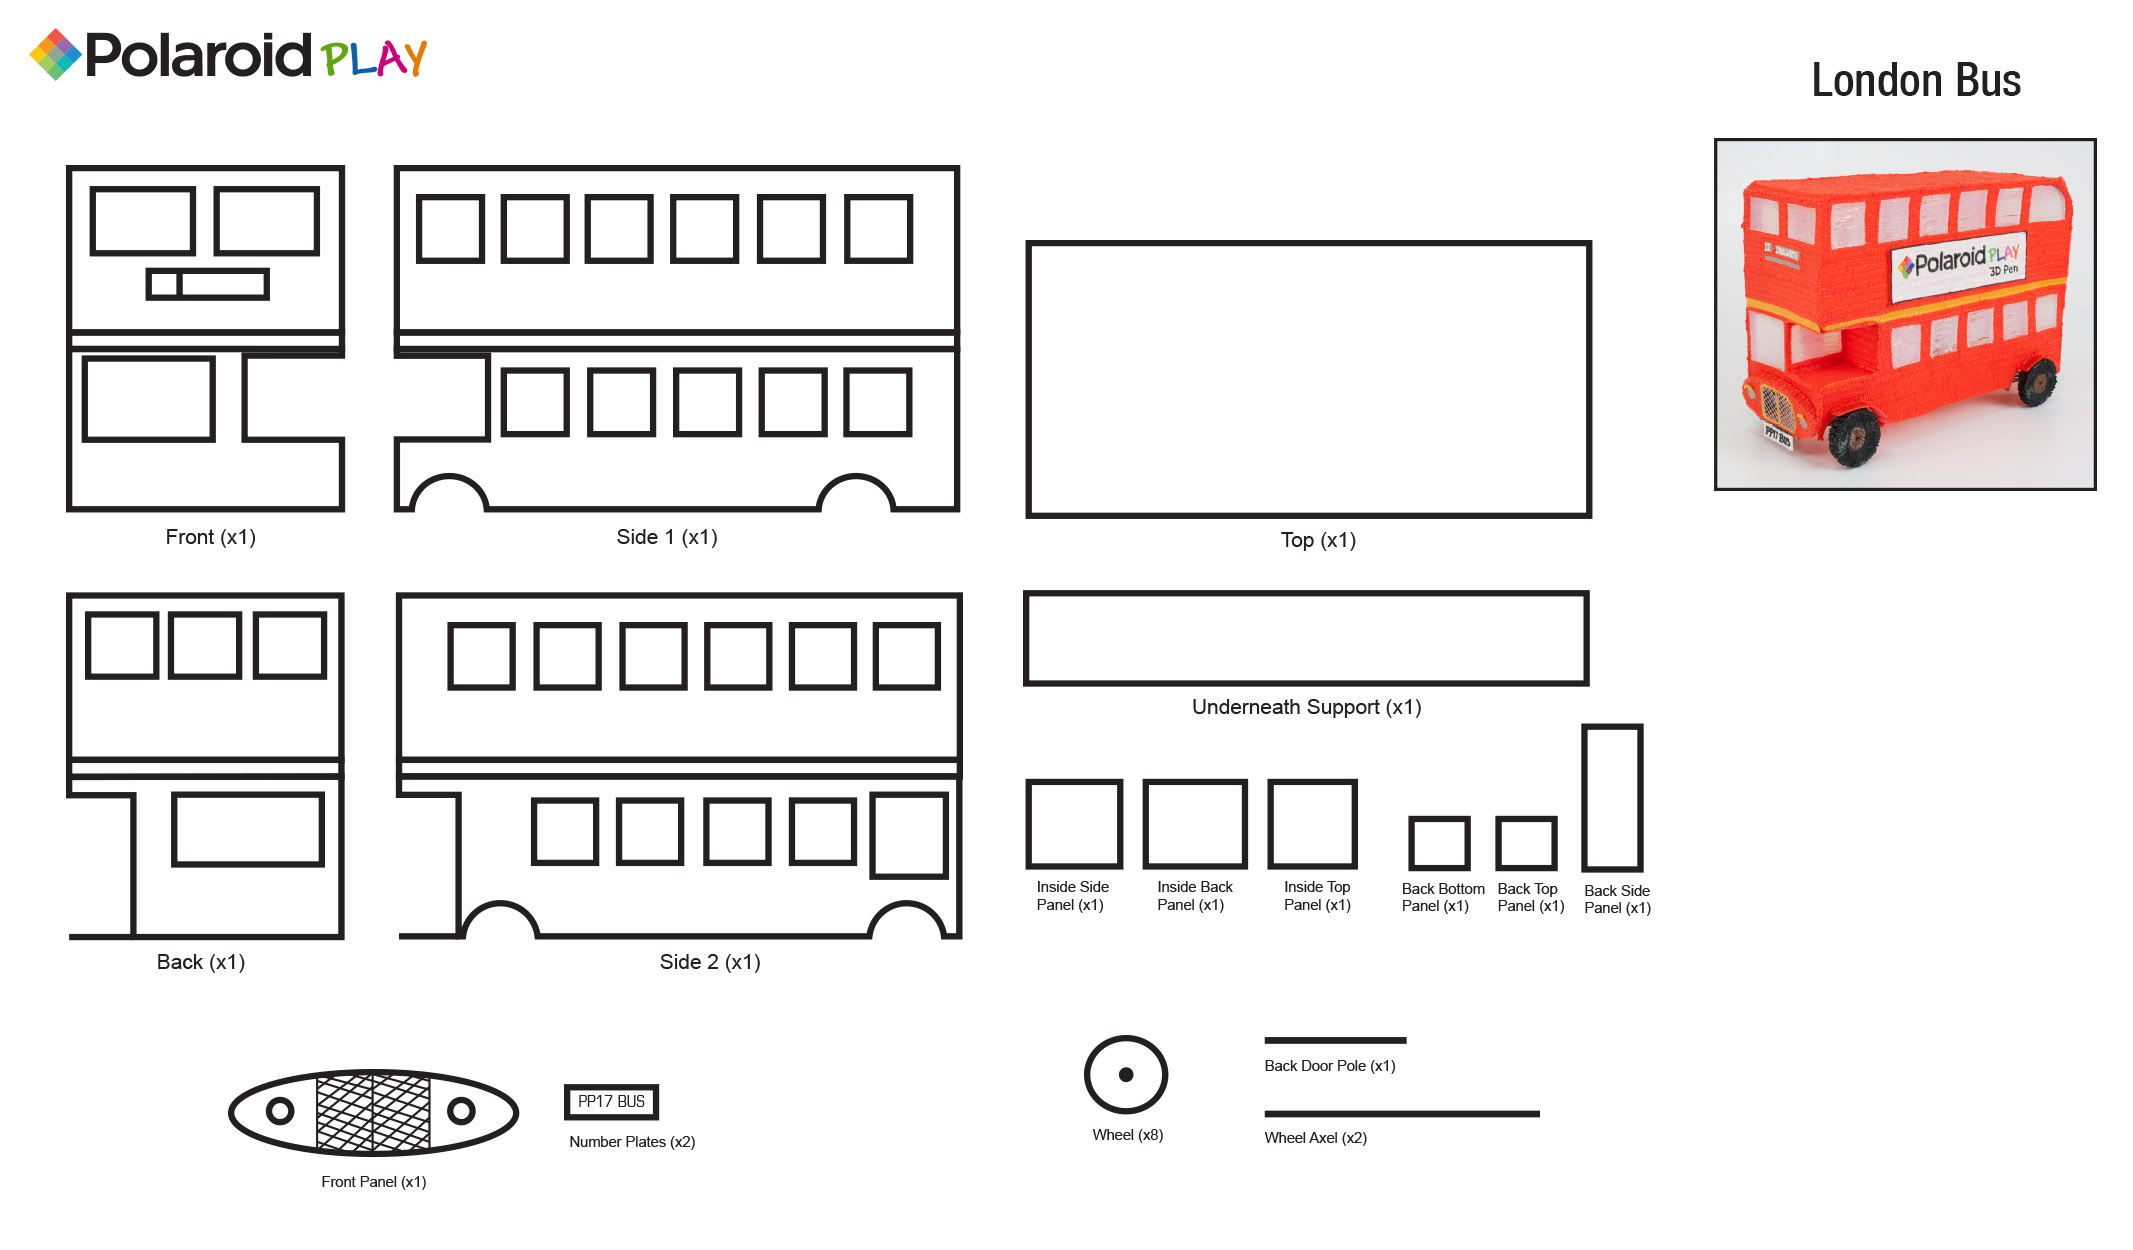 Polaroid PLAY
London Bus
Polaroid PLAY
3D Pen
PP17 BUS
Front (x1)
Side 1 (x1)
Top (x1)
Underneath Support (x1)
Back (x1)
Side 2 (x1)
Inside Side
Panel (x1)
Inside Back
Panel (x1)
Inside Top
Panel (x1)
Back Bottom
Panel (x1)
Back Top
Panel (x1)
Back Side
Panel (x1)
Front Panel (x1)
PP17 BUS
Number Plates (x2)
Wheel (x8)
Back Door Pole (x1)
Wheel Axel (x2)